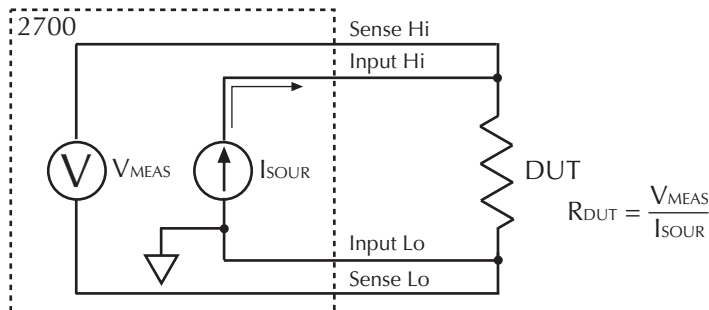 2700
Sense Hi
Input Hi
V
VMEAS
ISOUR
DUT
RDUT = VMEAS
ISOUR
Input Lo
Sense Lo